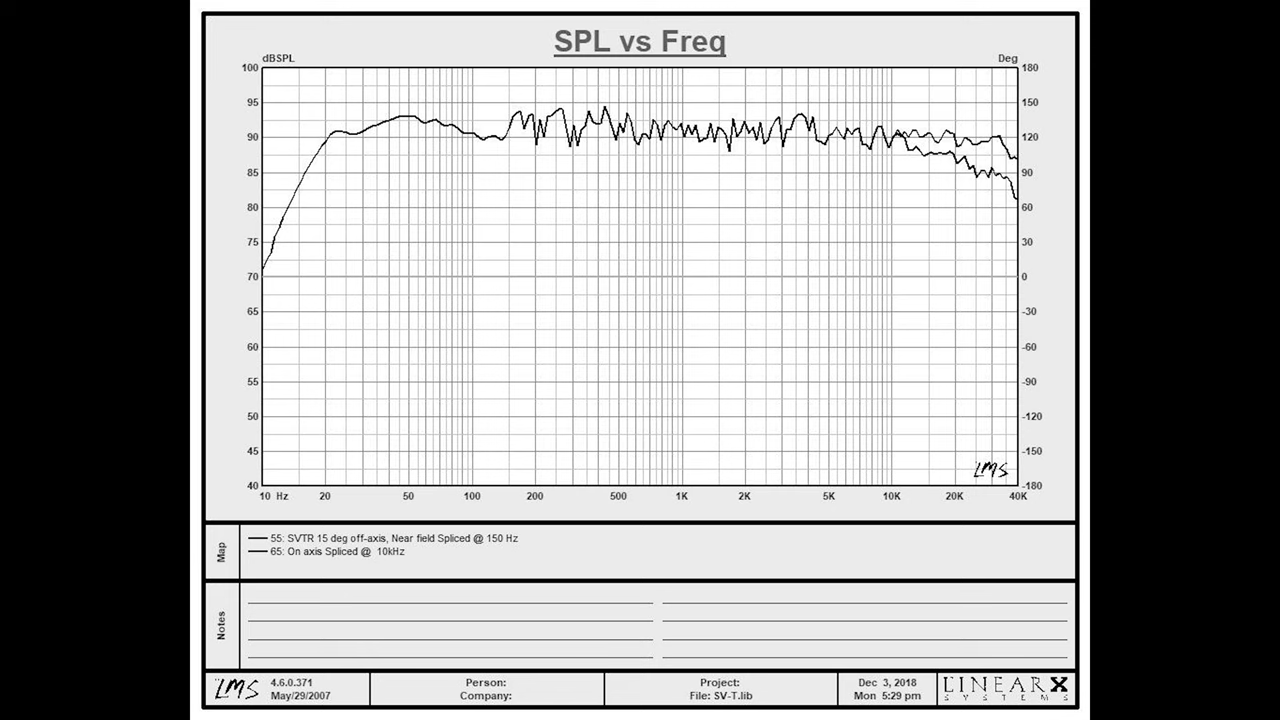 SPL vs Freq
dBSPL
Deg
100
95
90
85
80
75
70
65
60
55
50
45
40
180
150
120
90
60
30
0
-30
-60
-90
-120
-150
-180
LMS
10 Hz 20 50 100 200 500 1K 2K 5K 10K 20K 40K
Map
55: SVTR 15 deg off-axis, Near field Spliced @ 150 Hz
65: On axis Spliced @ 10kHz
Notes
LMS
4.6.0.371
May/29/2007
Person:
Company:
Project:
File: SV-T.lib
Dec 3, 2018
Mon 5:29 pm
LINEARX
SYSTEMS